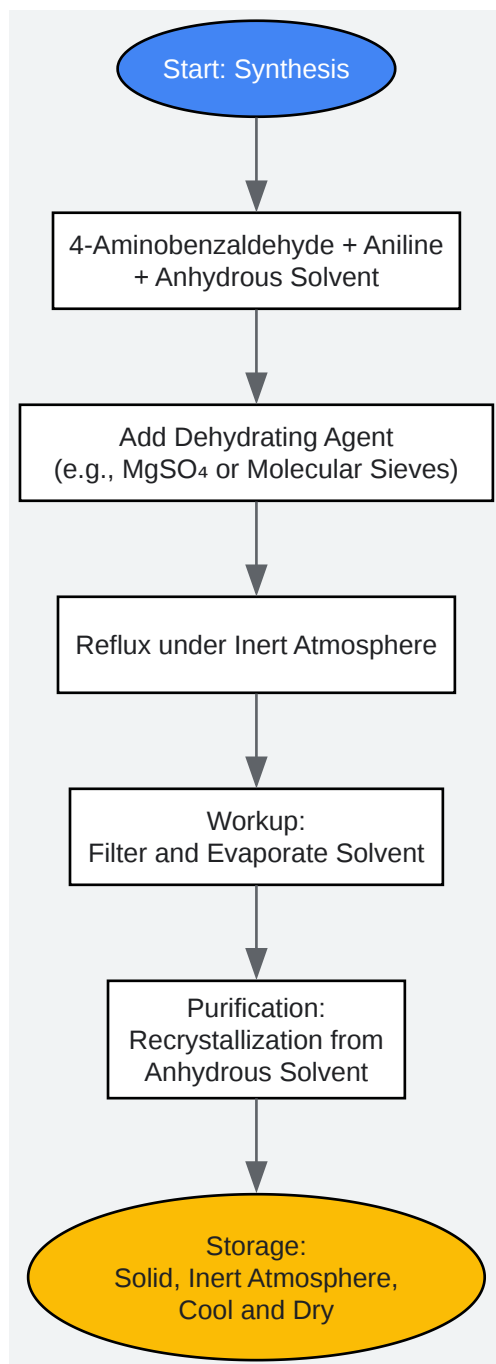 Start: Synthesis
4-Aminobenzaldehyde + Aniline
+ Anhydrous Solvent
Add Dehydrating Agent
(e.g., MgSO₄ or Molecular Sieves)
Reflux under Inert Atmosphere
Workup:
Filter and Evaporate Solvent
Purification:
Recrystallization from
Anhydrous Solvent
Storage:
Solid, Inert Atmosphere,
Cool and Dry